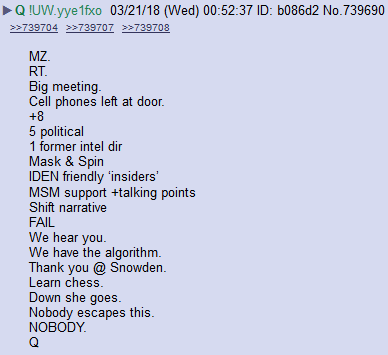 ▶ Q !UW.yye1fxo 03/21/18 (Wed) 00:52:37 ID: b086d2 No.739690
>>739704 >>739707 >>739708
MZ.
RT.
Big meeting.
Cell phones left at door.
+8
5 political
1 former intel dir
Mask & Spin
IDEN friendly ‘insiders’
MSM support +talking points
Shift narrative
FAIL
We hear you.
We have the algorithm.
Thank you @ Snowden.
Learn chess.
Down she goes.
Nobody escapes this.
NOBODY.
Q